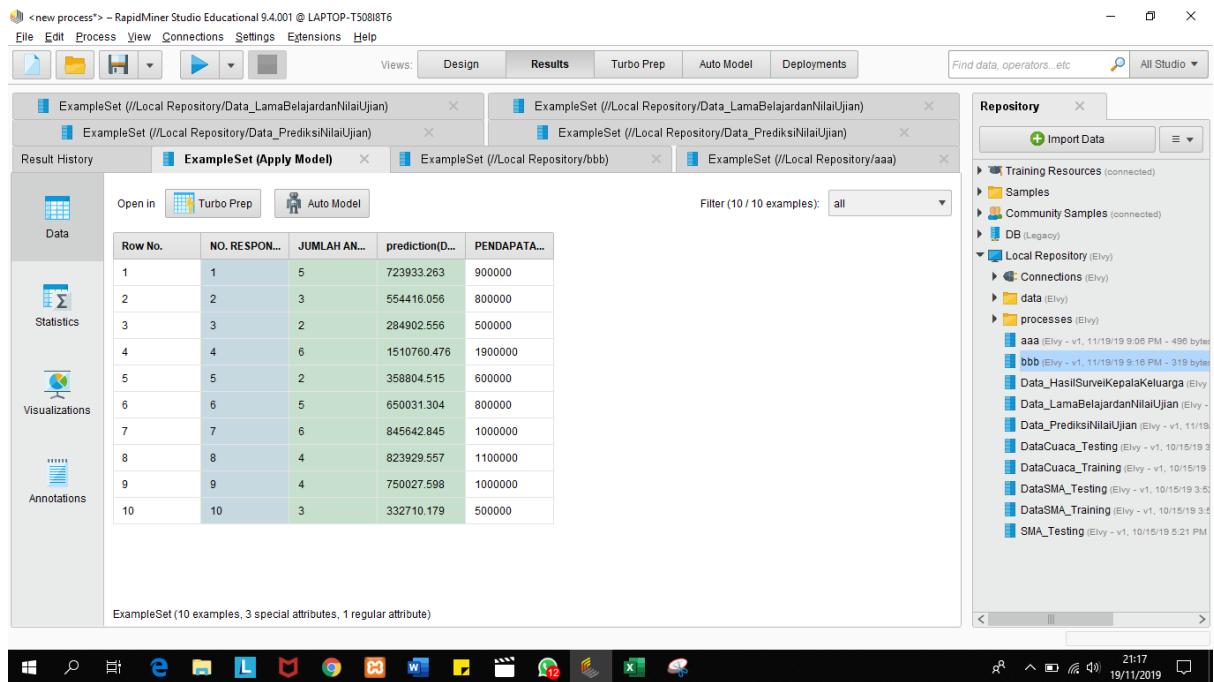 <new process*> – RapidMiner Studio Educational 9.4.001 @ LAPTOP-T508I8T6
File Edit Process View Connections Settings Extensions Help
Views: Design Results Turbo Prep Auto Model Deployments Find data, operators...etc All Studio
ExampleSet (//Local Repository/Data_LamaBelajardanNilaiUjian) ExampleSet (//Local Repository/Data_LamaBelajardanNilaiUjian)
ExampleSet (//Local Repository/Data_PrediksiNilaiUjian) ExampleSet (//Local Repository/Data_PrediksiNilaiUjian)
Result History ExampleSet (Apply Model) ExampleSet (//Local Repository/bbb) ExampleSet (//Local Repository/aaa)
Data
Statistics
Visualizations
Annotations
Open in Turbo Prep Auto Model Filter (10 / 10 examples): all
Row No. NO. RESPON... JUMLAH AN... prediction(D... PENDAPATA...
1 1 5 723933.263 900000
2 2 3 554416.056 800000
3 3 2 284902.556 500000
4 4 6 1510760.476 1900000
5 5 2 358804.515 600000
6 6 5 650031.304 800000
7 7 6 845642.845 1000000
8 8 4 823929.557 1100000
9 9 4 750027.598 1000000
10 10 3 332710.179 500000
ExampleSet (10 examples, 3 special attributes, 1 regular attribute)
Repository
Import Data
Training Resources (connected)
Samples
Community Samples (connected)
DB (Legacy)
Local Repository (Elvy)
Connections (Elvy)
data (Elvy)
processes (Elvy)
aaa (Elvy - v1, 11/19/19 9:06 PM - 496 bytes
bbb (Elvy - v1, 11/19/19 9:16 PM - 319 bytes
Data_HasilSurveiKepalaKeluarga (Elvy
Data_LamaBelajardanNilaiUjian (Elvy -
Data_PrediksiNilaiUjian (Elvy - v1, 11/19
DataCuaca_Testing (Elvy - v1, 10/15/19 3
DataCuaca_Training (Elvy - v1, 10/15/19
DataSMA_Testing (Elvy - v1, 10/15/19 3:5
DataSMA_Training (Elvy - v1, 10/15/19 3:5
SMA_Testing (Elvy - v1, 10/15/19 5:21 PM
12
21:17
19/11/2019